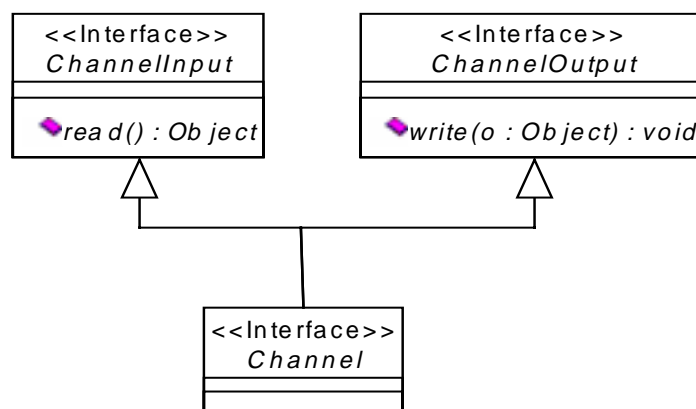 <<Interface>>
ChannelInput
read() : Object
<<Interface>>
ChannelOutput
write(o : Object) : void
<<Interface>>
Channel